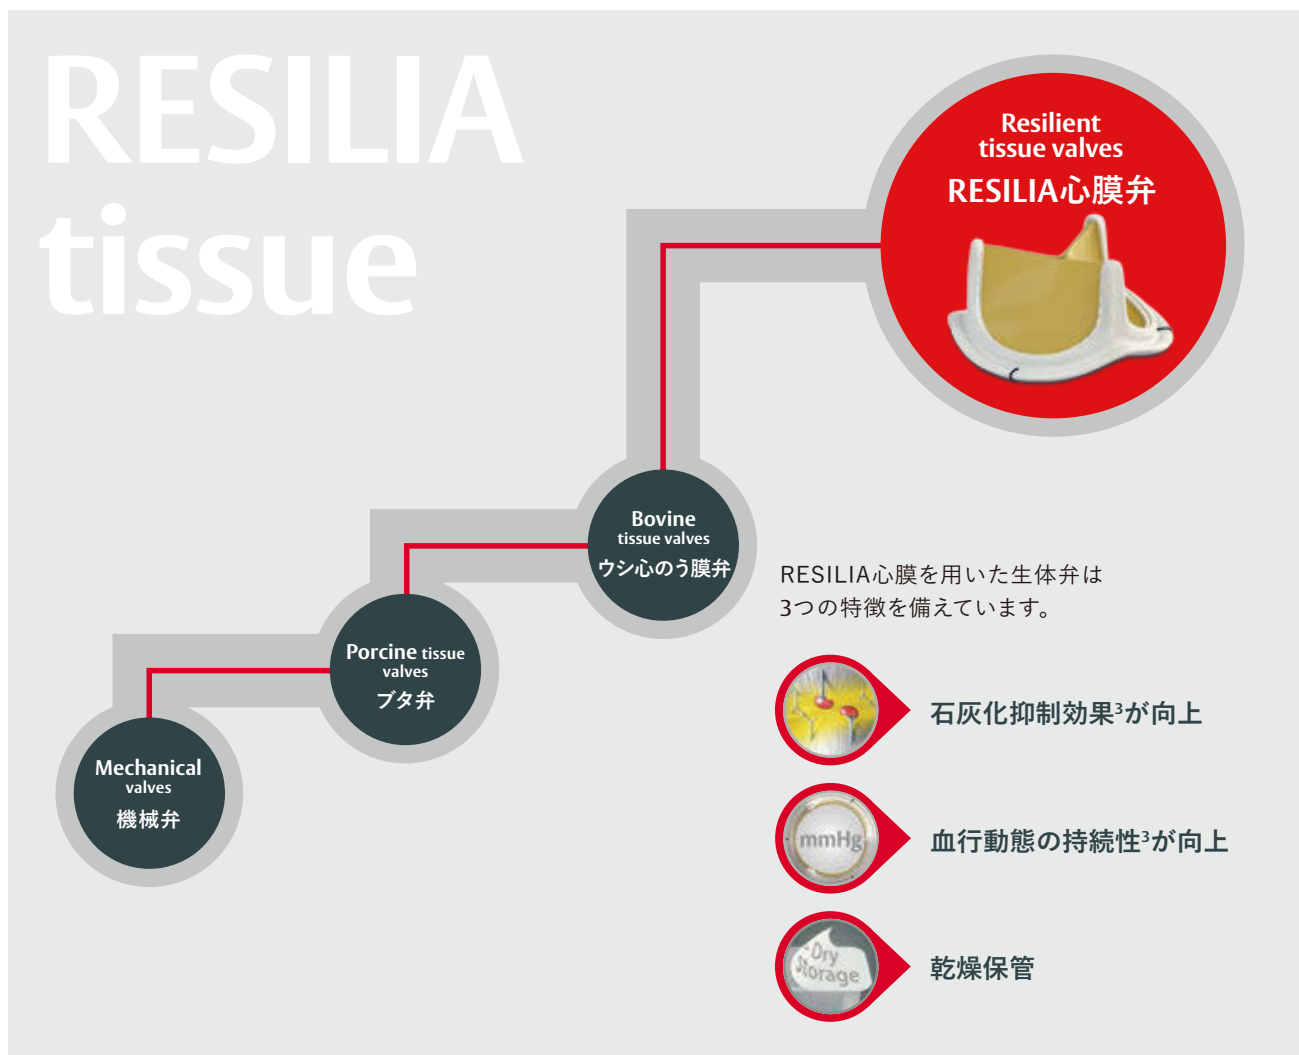 RESILIA
tissue
Resilient
tissue valves
RESILIA心膜弁
Bovine
tissue valves
ウシ心のう膜弁
Porcine tissue
valves
ブタ弁
Mechanical
valves
機械弁
RESILIA心膜を用いた生体弁は
3つの特徴を備えています。
石灰化抑制効果³が向上
mmHg
血行動態の持続性³が向上
Dry
Storage
乾燥保管